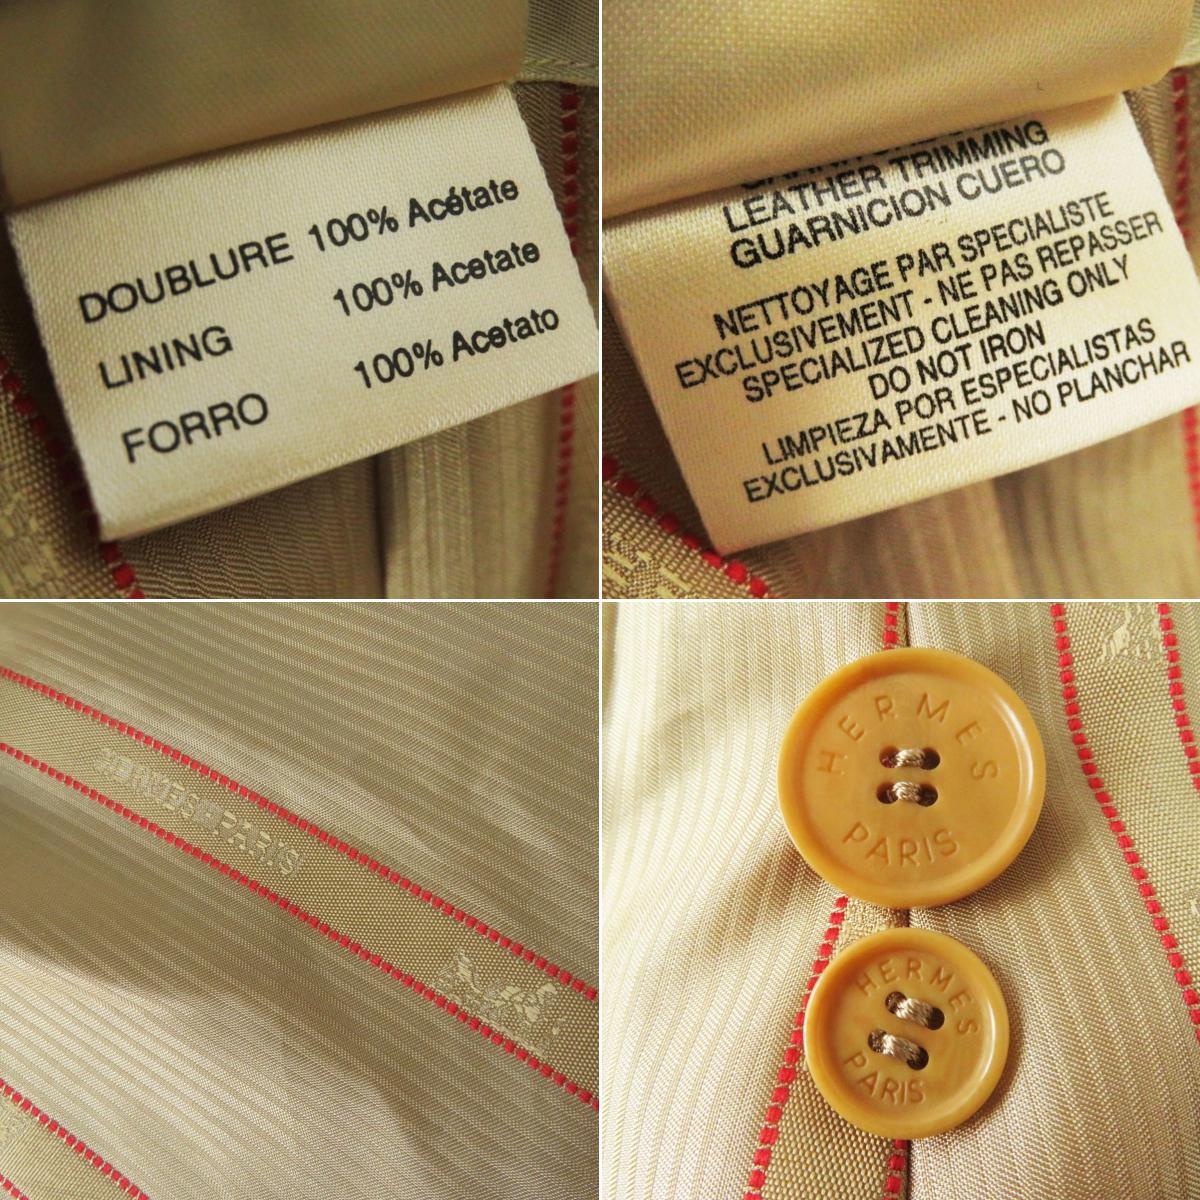 DOUBLURE 100% Acétate
LINING 100% Acetate
FORRO 100% Acetato
LEATHER TRIMMING
GUARNICION CUERO
NETTOYAGE PAR SPECIALISTE
EXCLUSIVEMENT - NE PAS REPASSER
SPECIALIZED CLEANING ONLY
DO NOT IRON
LIMPIEZA POR ESPECIALISTAS
EXCLUSIVAMENTE - NO PLANCHAR
HERMES-PARIS
HERMES
PARIS
HERMES
PARIS